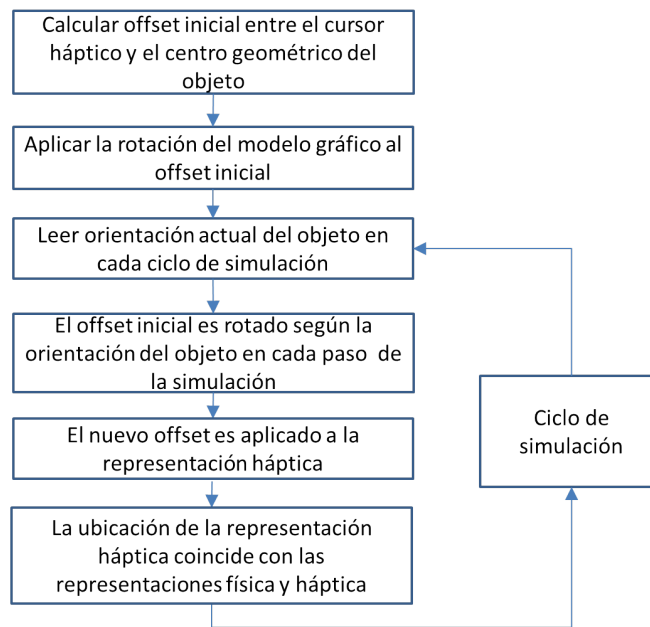 Calcular offset inicial entre el cursor
háptico y el centro geométrico del
objeto
Aplicar la rotación del modelo gráfico al
offset inicial
Leer orientación actual del objeto en
cada ciclo de simulación
El offset inicial es rotado según la
orientación del objeto en cada paso de
la simulación
El nuevo offset es aplicado a la
representación háptica
La ubicación de la representación
háptica coincide con las
representaciones física y háptica
Ciclo de
simulación